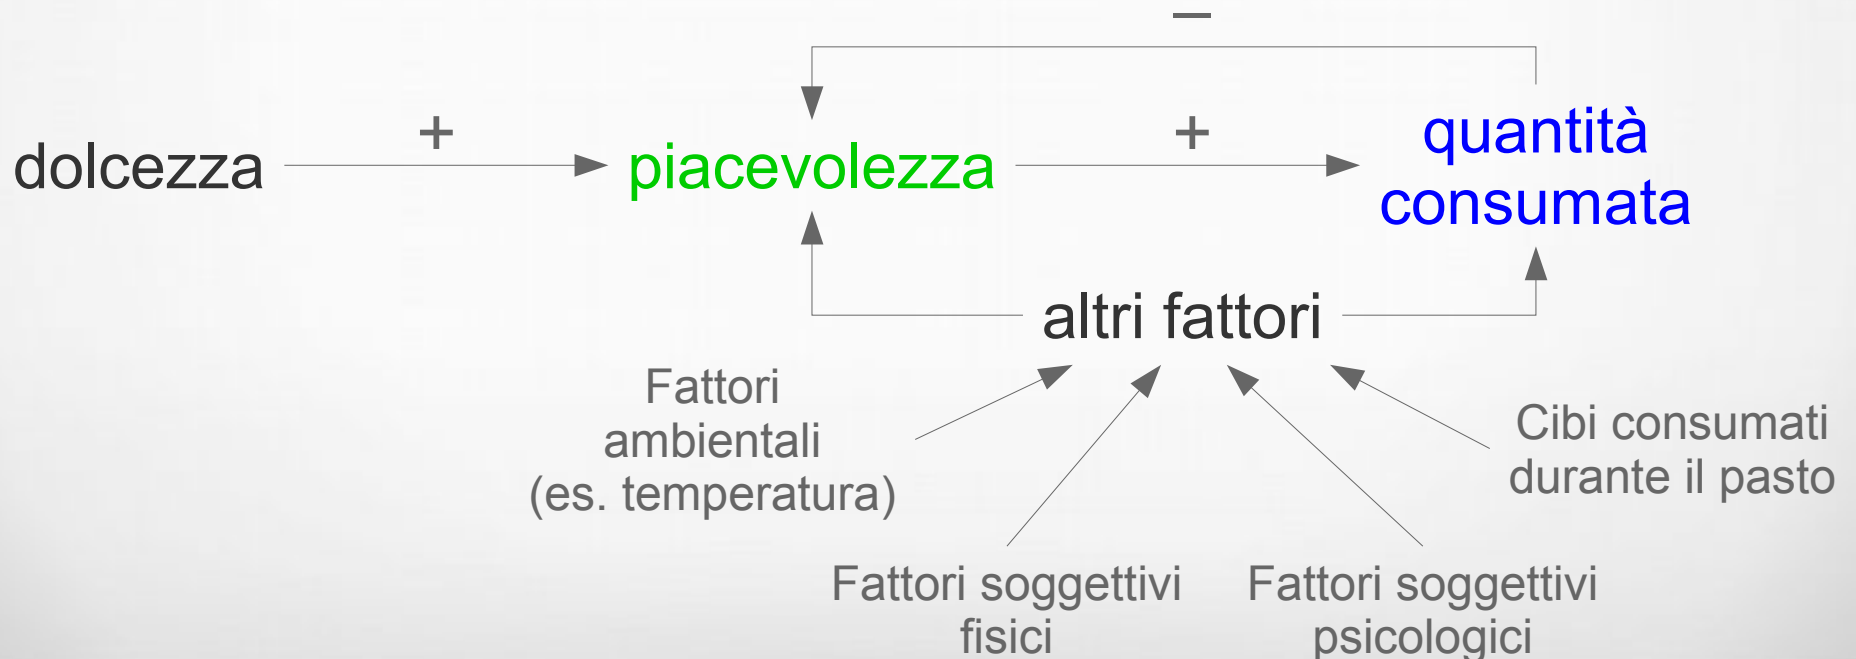 –
+
+
dolcezza
piacevolezza
quantità
consumata
altri fattori
Fattori
ambientali
(es. temperatura)
Cibi consumati
durante il pasto
Fattori soggettivi
fisici
Fattori soggettivi
psicologici